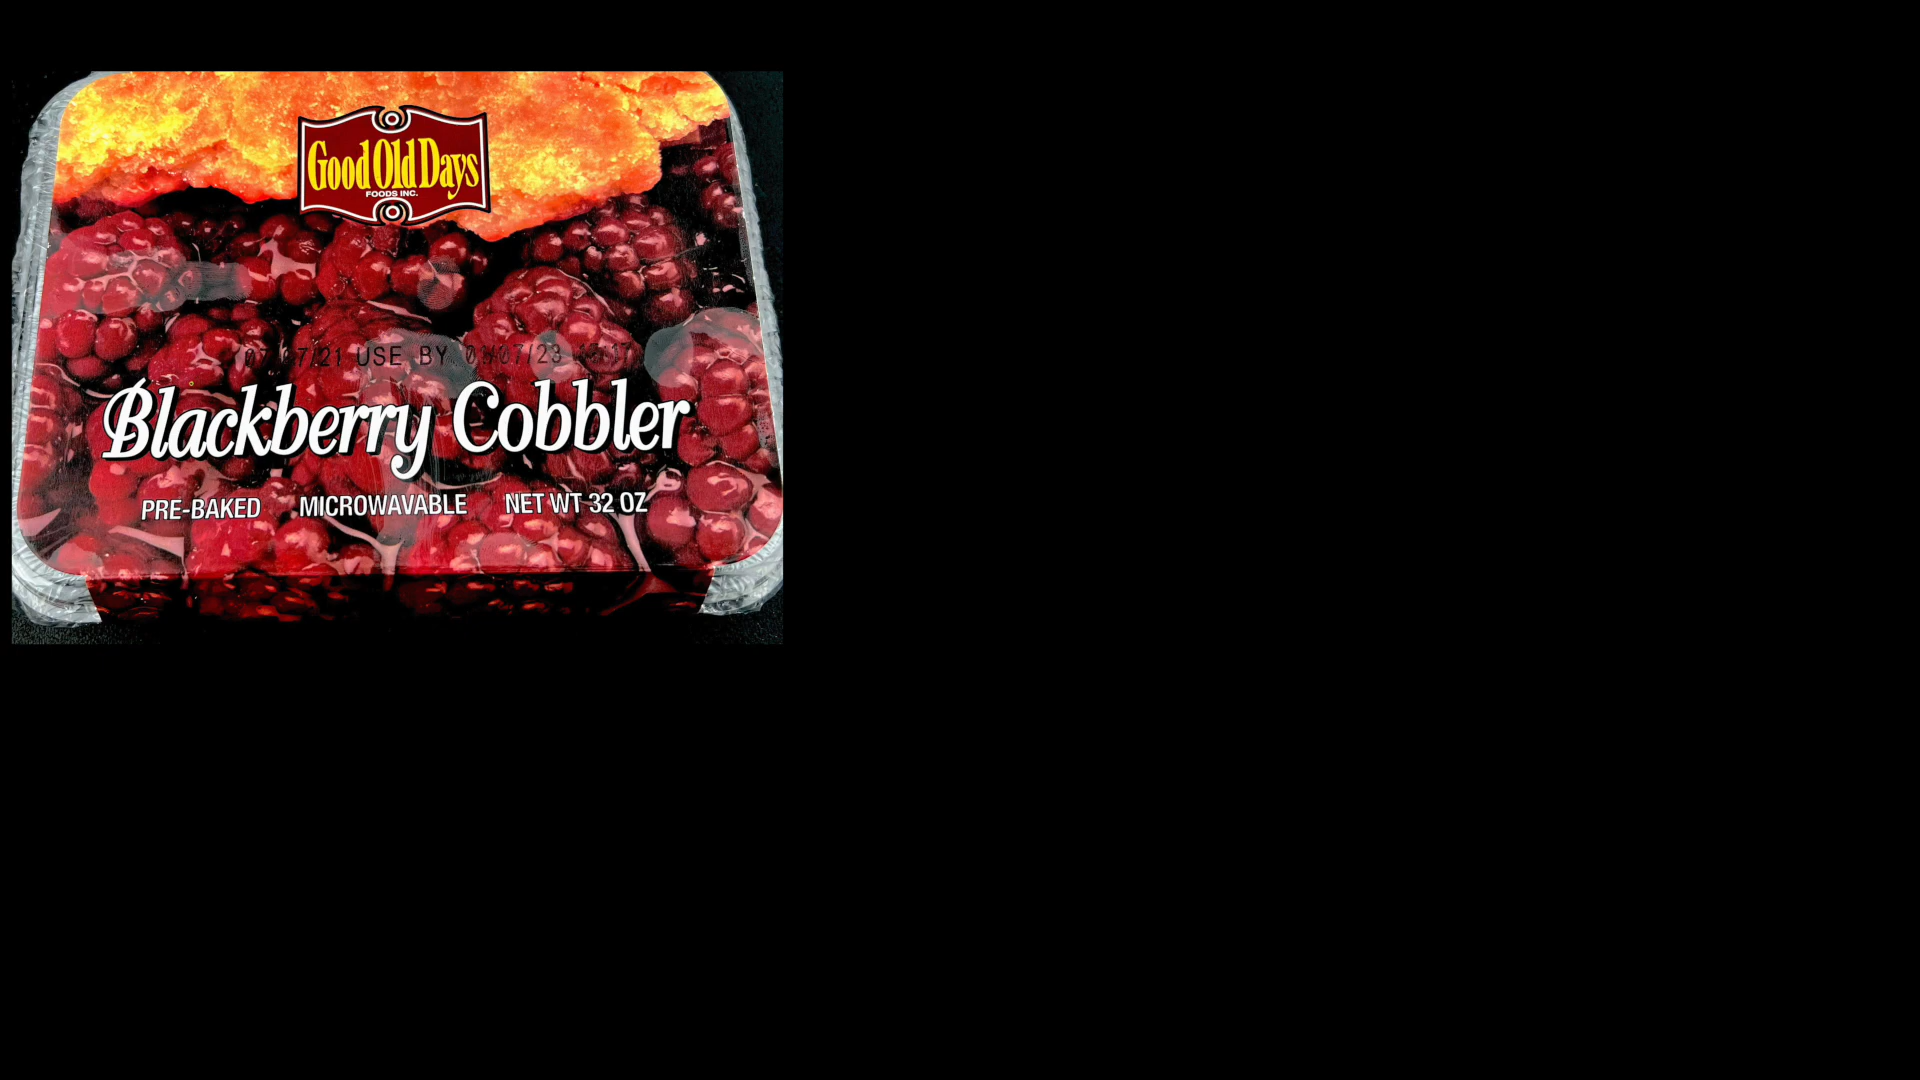 Good Old Days
FOODS INC.
USE BY
Blackberry Cobbler
PRE-BAKED MICROWAVABLE NET WT 32 OZ